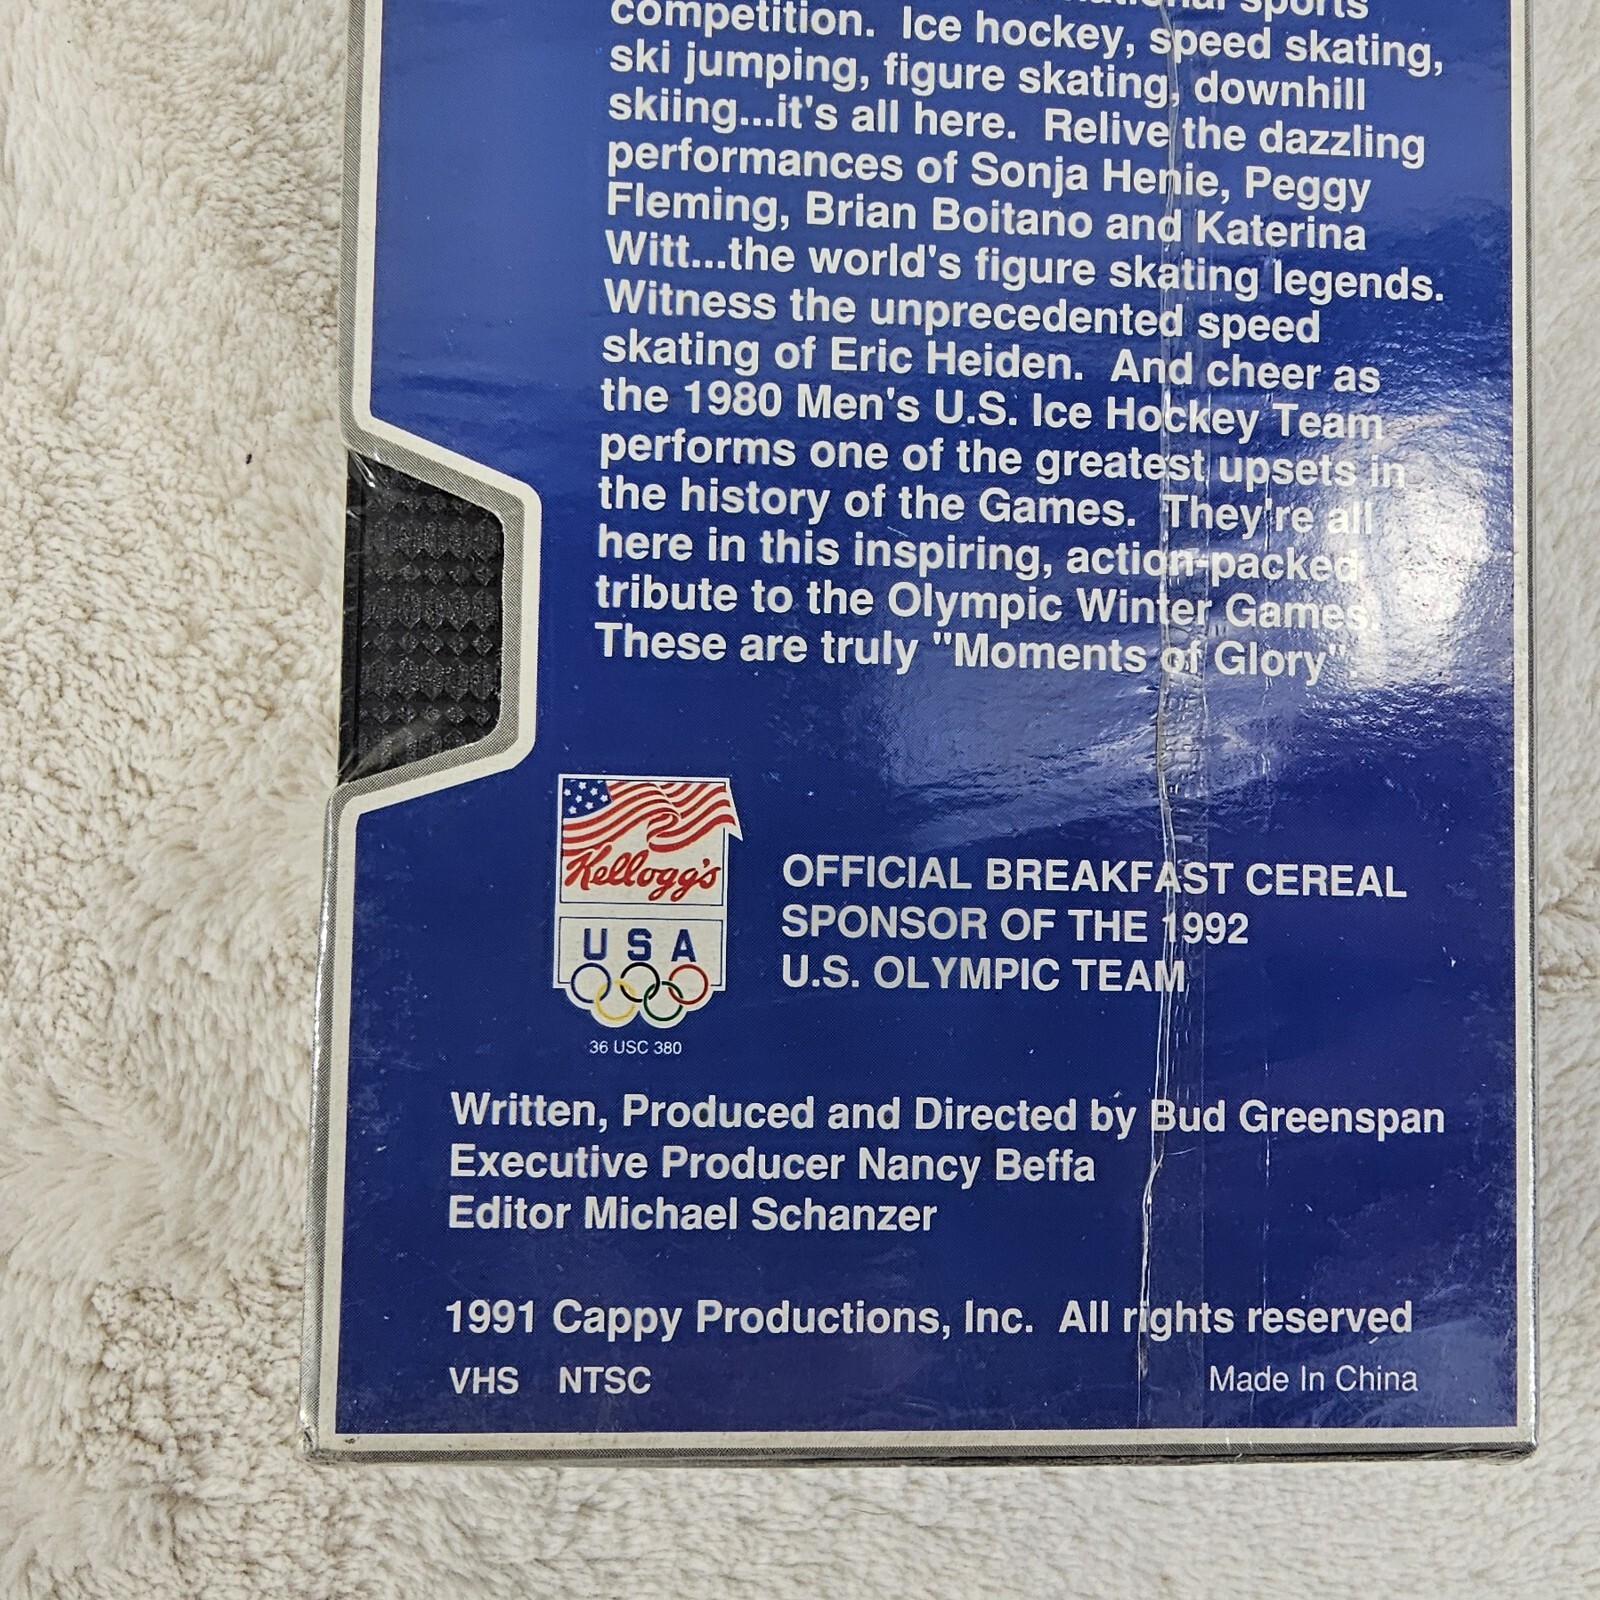 sports
competition. Ice hockey, speed skating,
ski jumping, figure skating, downhill
skiing...it's all here. Relive the dazzling
performances of Sonja Henie, Peggy
Fleming, Brian Boitano and Katerina
Witt...the world's figure skating legends.
Witness the unprecedented speed
skating of Eric Heiden. And cheer as
the 1980 Men's U.S. Ice Hockey Team
performs one of the greatest upsets in
the history of the Games. They're all
here in this inspiring, action-packed
tribute to the Olympic Winter Games.
These are truly "Moments of Glory".
Kellogg's
USA
36 USC 380
OFFICIAL BREAKFAST CEREAL
SPONSOR OF THE 1992
U.S. OLYMPIC TEAM
Written, Produced and Directed by Bud Greenspan
Executive Producer Nancy Beffa
Editor Michael Schanzer
1991 Cappy Productions, Inc. All rights reserved
VHS NTSC
Made In China